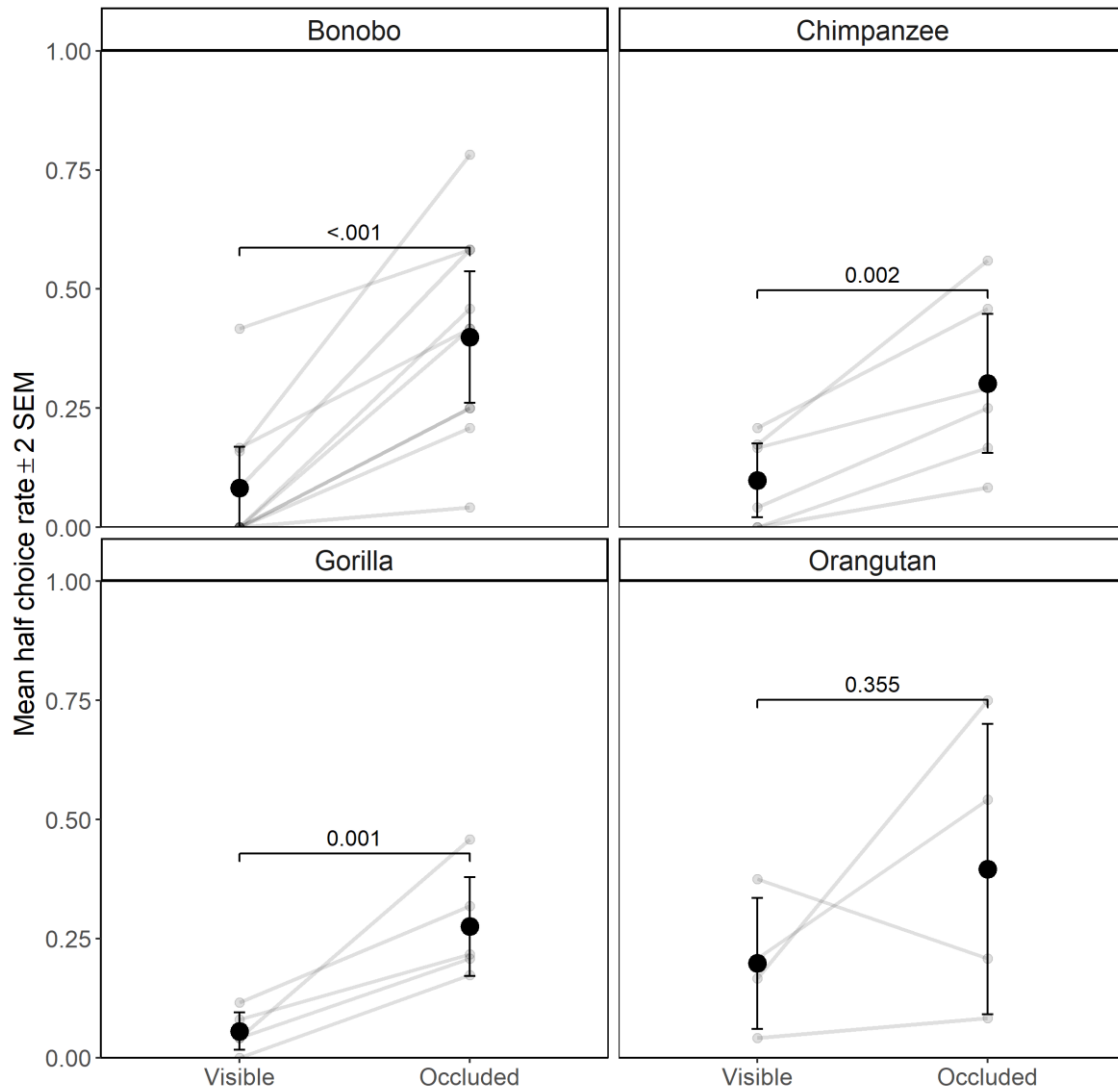 Bonobo
Chimpanzee
Mean half choice rate ± 2 SEM
1.00
0.75
0.50
0.25
0.00
<.001
0.002
Gorilla
Orangutan
1.00
0.75
0.50
0.25
0.00
0.001
0.355
Visible
Occluded
Visible
Occluded